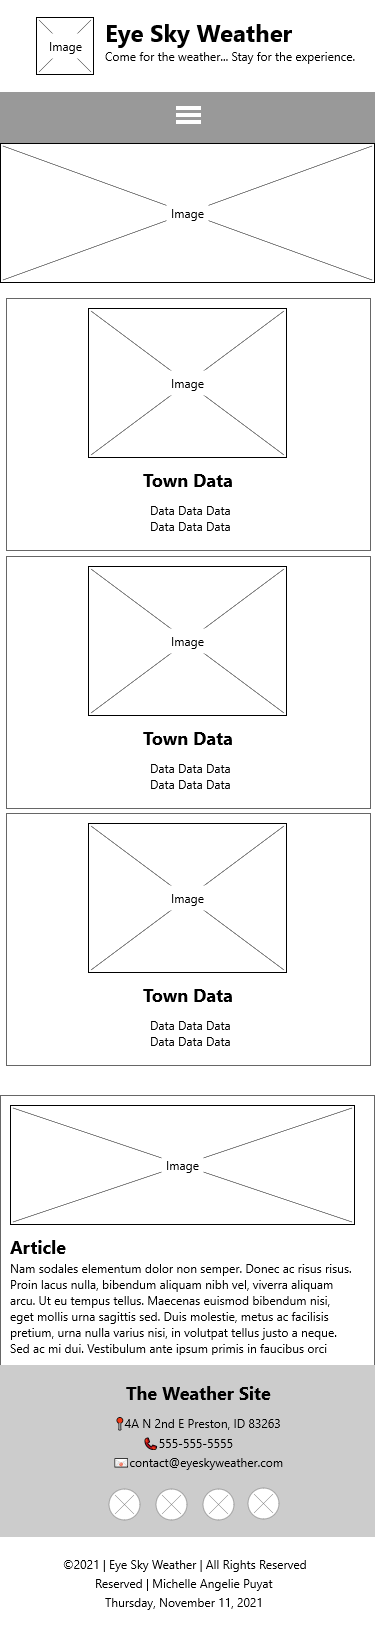 Image
Eye Sky Weather
Come for the weather... Stay for the experience.
Image
Image
Town Data
Data Data Data
Data Data Data
Image
Town Data
Data Data Data
Data Data Data
Image
Town Data
Data Data Data
Data Data Data
Image
Article
Nam sodales elementum dolor non semper. Donec ac risus risus.
Proin lacus nulla, bibendum aliquam nibh vel, viverra aliquam
arcu. Ut eu tempus tellus. Maecenas euismod bibendum nisi,
eget mollis urna sagittis sed. Duis molestie, metus ac facilisis
pretium, urna nulla varius nisi, in volutpat tellus justo a neque.
Sed ac mi dui. Vestibulum ante ipsum primis in faucibus orci
The Weather Site
4A N 2nd E Preston, ID 83263
555-555-5555
contact@eyeskyweather.com
©2021 | Eye Sky Weather | All Rights Reserved
Reserved | Michelle Angelie Puyat
Thursday, November 11, 2021